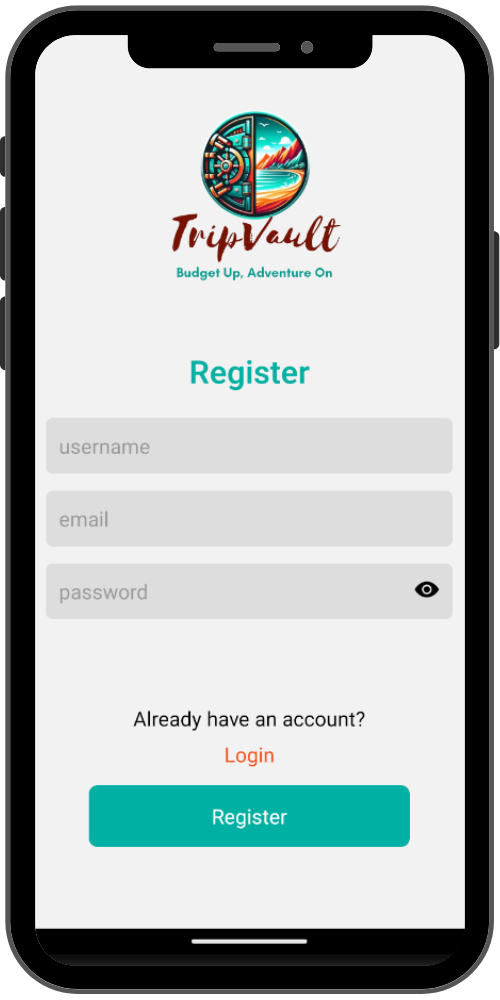 TripVault
Budget Up, Adventure On
Register
username
email
password
Already have an account?
Login
Register